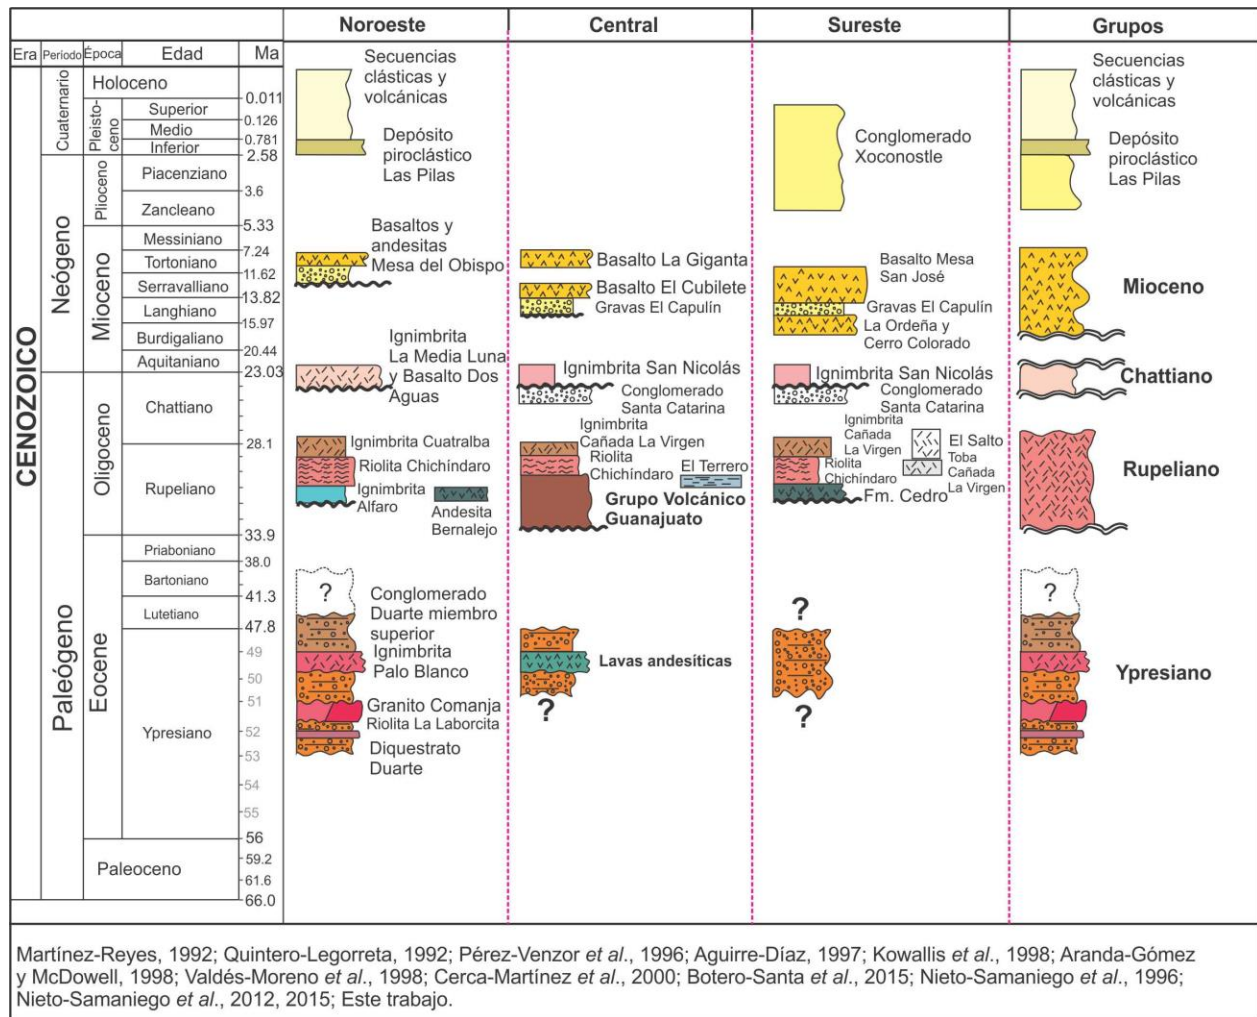 Noroeste
Central
Sureste
Grupos
Era
Periodo
Época
Edad
Ma
CENOZOICO
Cuaternario
Neógeno
Paleógeno
Holoceno
Pleisto-
ceno
Plioceno
Mioceno
Oligoceno
Eocene
Paleoceno
Superior
Medio
Inferior
Piacenziano
Zancleano
Messiniano
Tortoniano
Serravalliano
Langhiano
Burdigaliano
Aquitaniano
Chattiano
Rupeliano
Priaboniano
Bartoniano
Lutetiano
Ypresiano
0.011
0.126
0.781
2.58
3.6
5.33
7.24
11.62
13.82
15.97
20.44
23.03
28.1
33.9
38.0
41.3
47.8
49
50
51
52
53
54
55
56
59.2
61.6
66.0
Secuencias
clásticas y
volcánicas
Depósito
piroclástico
Las Pilas
Basaltos y
andesitas
Mesa del Obispo
Ignimbrita
La Media Luna
y Basalto Dos
Aguas
Ignimbrita Cuatralba
Riolita Chichíndaro
Ignimbrita
Alfaro
Andesita
Bernalejo
?
Conglomerado
Duarte miembro
superior
Ignimbrita
Palo Blanco
Granito Comanja
Riolita La Laborcita
Diquestrato
Duarte
Basalto La Giganta
Basalto El Cubilete
Gravas El Capulín
Ignimbrita San Nicolás
Conglomerado
Santa Catarina
Ignimbrita
Cañada La Virgen
Riolita
Chichíndaro
El Terrero
Grupo Volcánico
Guanajuato
Lavas andesíticas
?
Conglomerado
Xoconostle
Basalto Mesa
San José
Gravas El Capulín
La Ordeña y
Cerro Colorado
Ignimbrita San Nicolás
Conglomerado
Santa Catarina
Ignimbrita
Cañada
La Virgen
Riolita
Chichíndaro
El Salto
Toba
Cañada
La Virgen
Fm. Cedro
?
?
Secuencias
clásticas y
volcánicas
Depósito
piroclástico
Las Pilas
Mioceno
Chattiano
Rupeliano
?
Ypresiano
Martínez-Reyes, 1992; Quintero-Legorreta, 1992; Pérez-Venzor et al., 1996; Aguirre-Díaz, 1997; Kowallis et al., 1998; Aranda-Gómez
y McDowell, 1998; Valdés-Moreno et al., 1998; Cerca-Martínez et al., 2000; Botero-Santa et al., 2015; Nieto-Samaniego et al., 1996;
Nieto-Samaniego et al., 2012, 2015; Este trabajo.